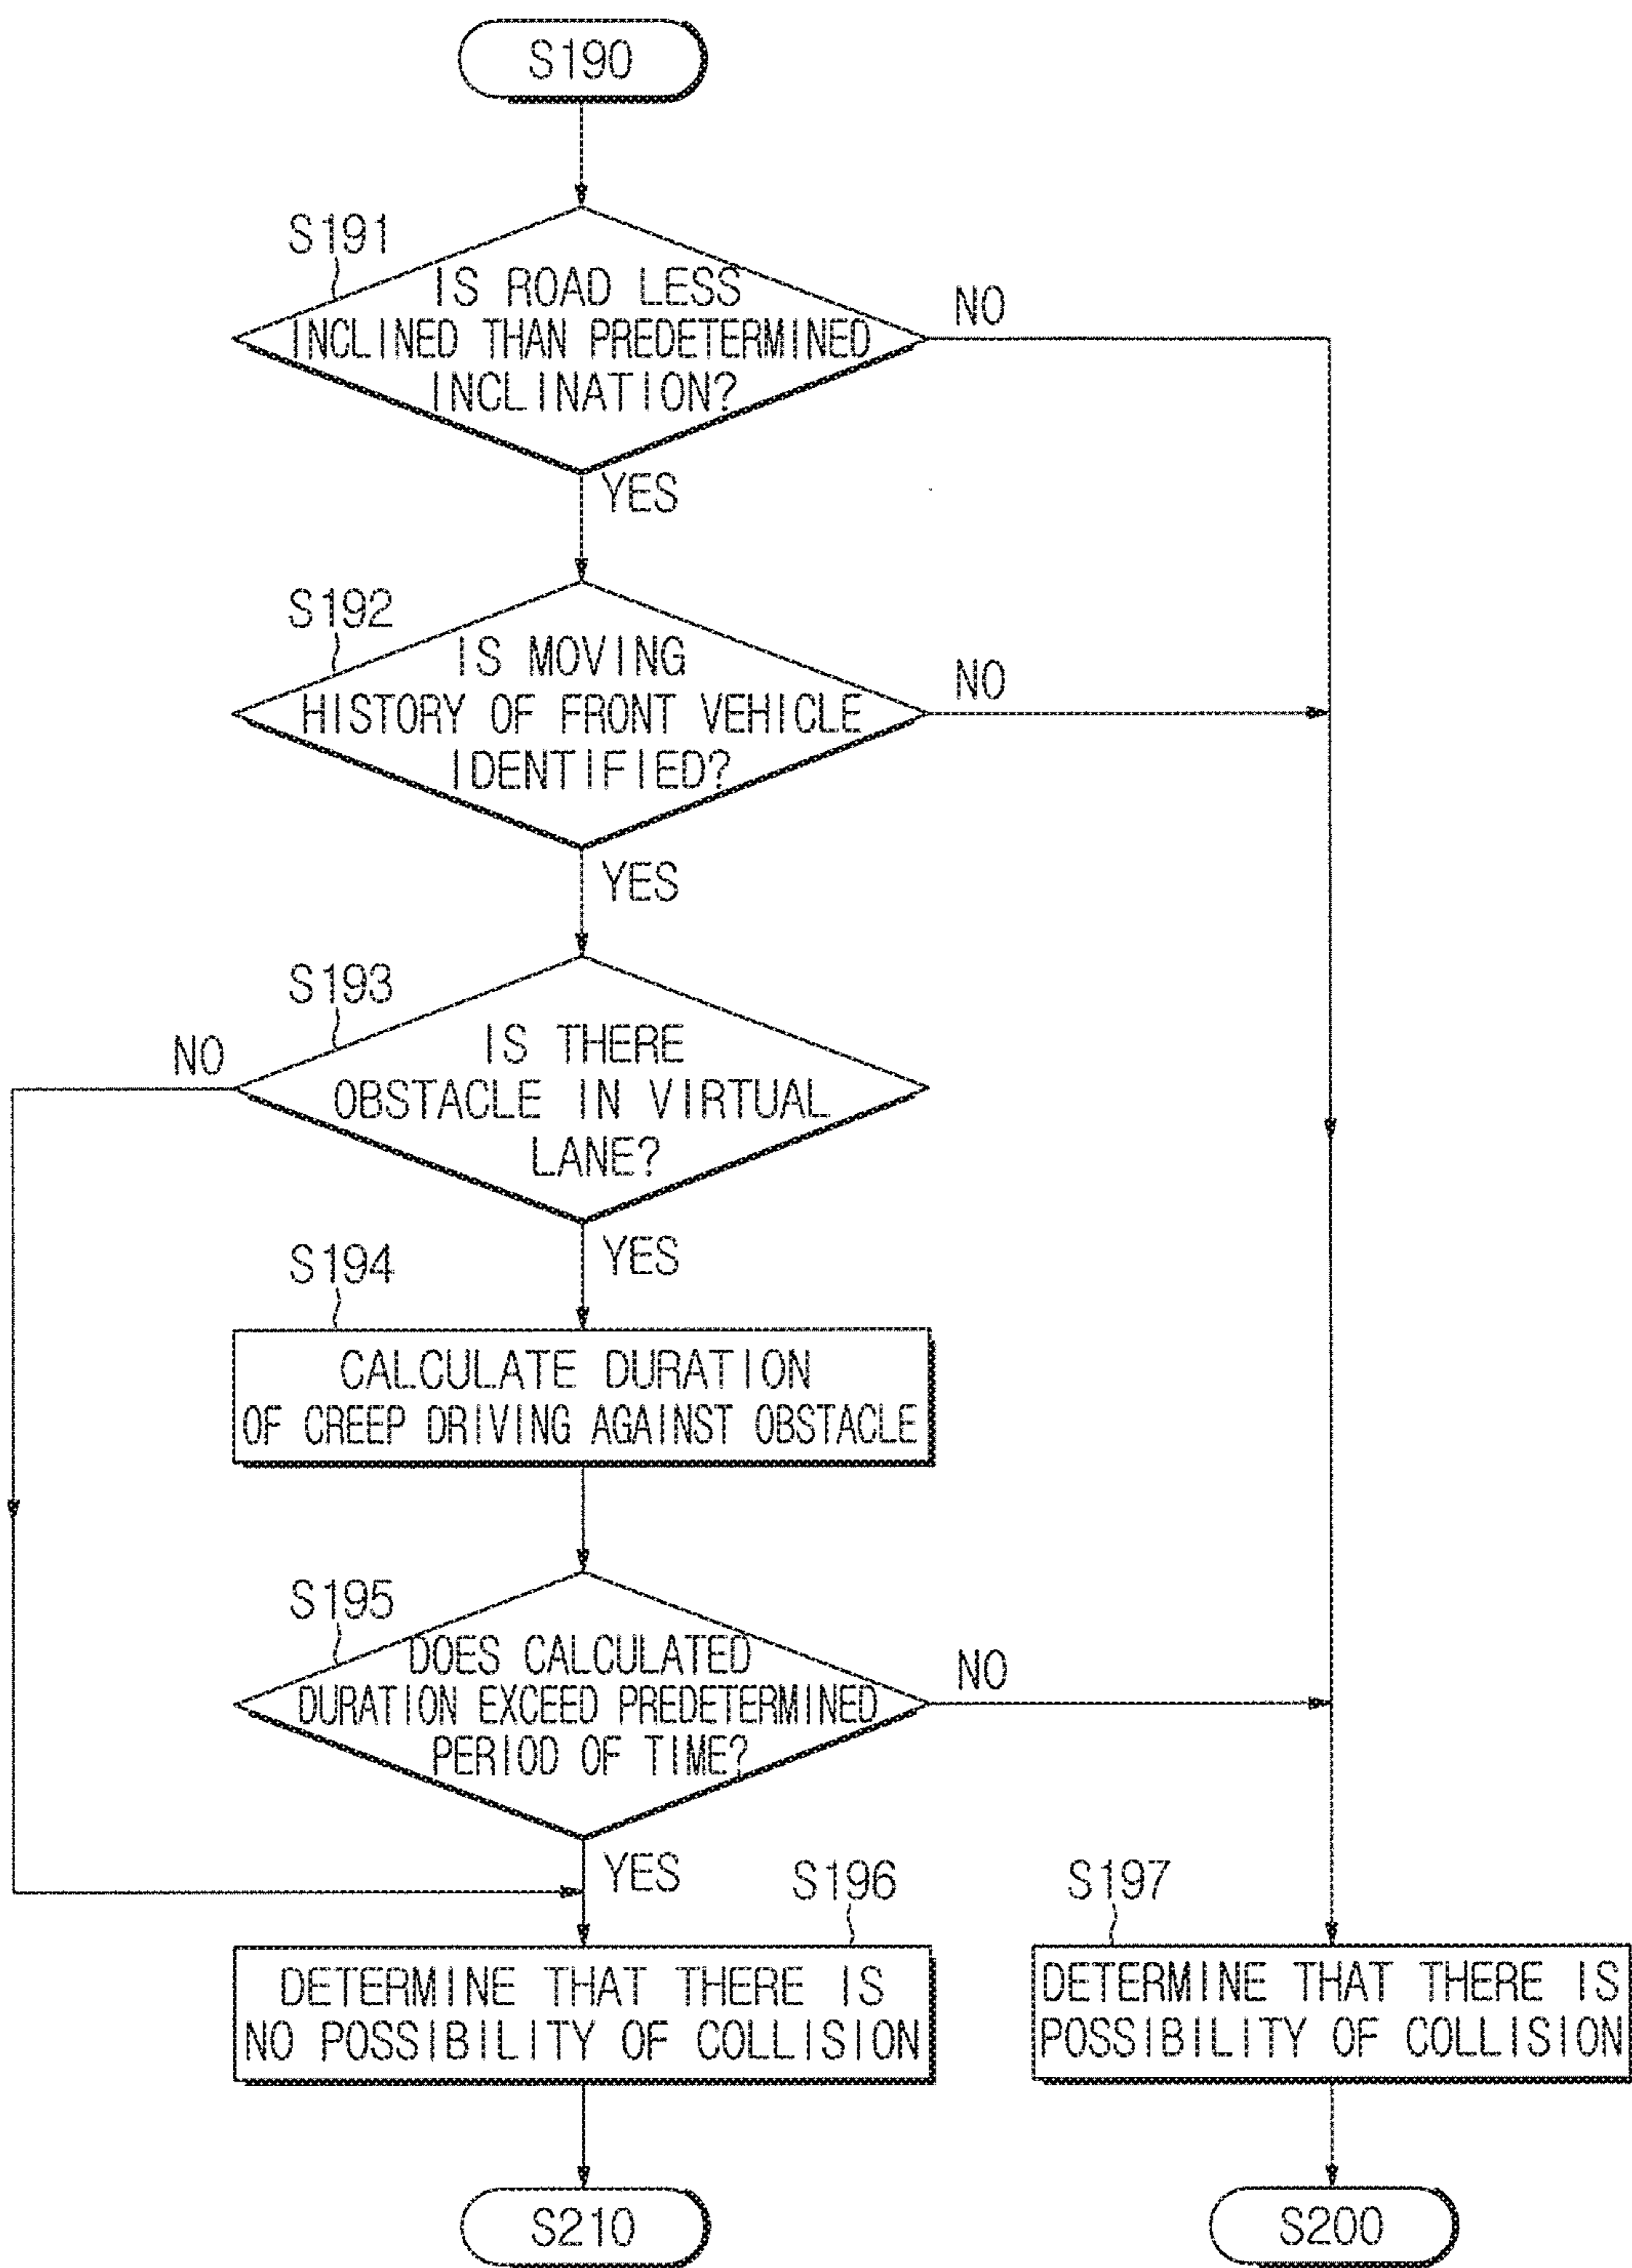 S190
S191
IS ROAD LESS
INCLINED THAN PREDETERMINED
INCLINATION?
NO
YES
S192
IS MOVING
HISTORY OF FRONT VEHICLE
IDENTIFIED?
NO
YES
S193
NO
IS THERE
OBSTACLE IN VIRTUAL
LANE?
YES
S194
CALCULATE DURATION
OF CREEP DRIVING AGAINST OBSTACLE
S195
DOES CALCULATED
DURATION EXCEED PREDETERMINED
PERIOD OF TIME?
NO
YES
S196
DETERMINE THAT THERE IS
NO POSSIBILITY OF COLLISION
S197
DETERMINE THAT THERE IS
POSSIBILITY OF COLLISION
S210
S200